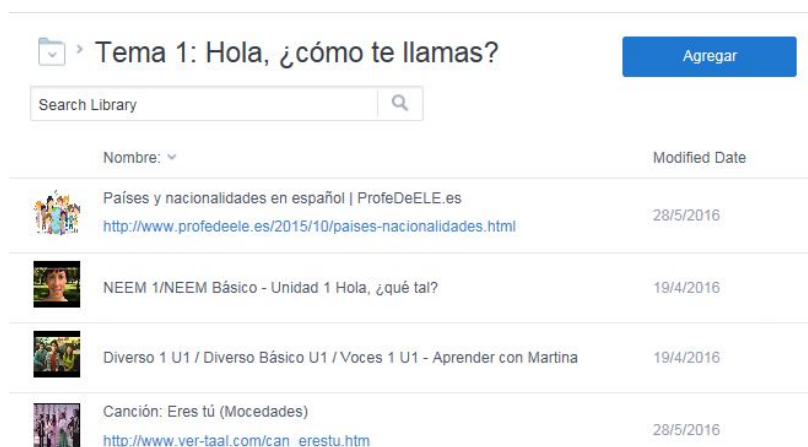 Tema 1: Hola, ¿cómo te llamas?
Agregar
Search Library
Nombre:
Modified Date
Países y nacionalidades en español | ProfeDeELE.es
http://www.profedeele.es/2015/10/paises-nacionalidades.html
28/5/2016
NEEM 1/NEEM Básico - Unidad 1 Hola, ¿qué tal?
19/4/2016
Diverso 1 U1 / Diverso Básico U1 / Voces 1 U1 - Aprender con Martina
19/4/2016
Canción: Eres tú (Mocedades)
http://www.ver-taal.com/can_erestu.htm
28/5/2016